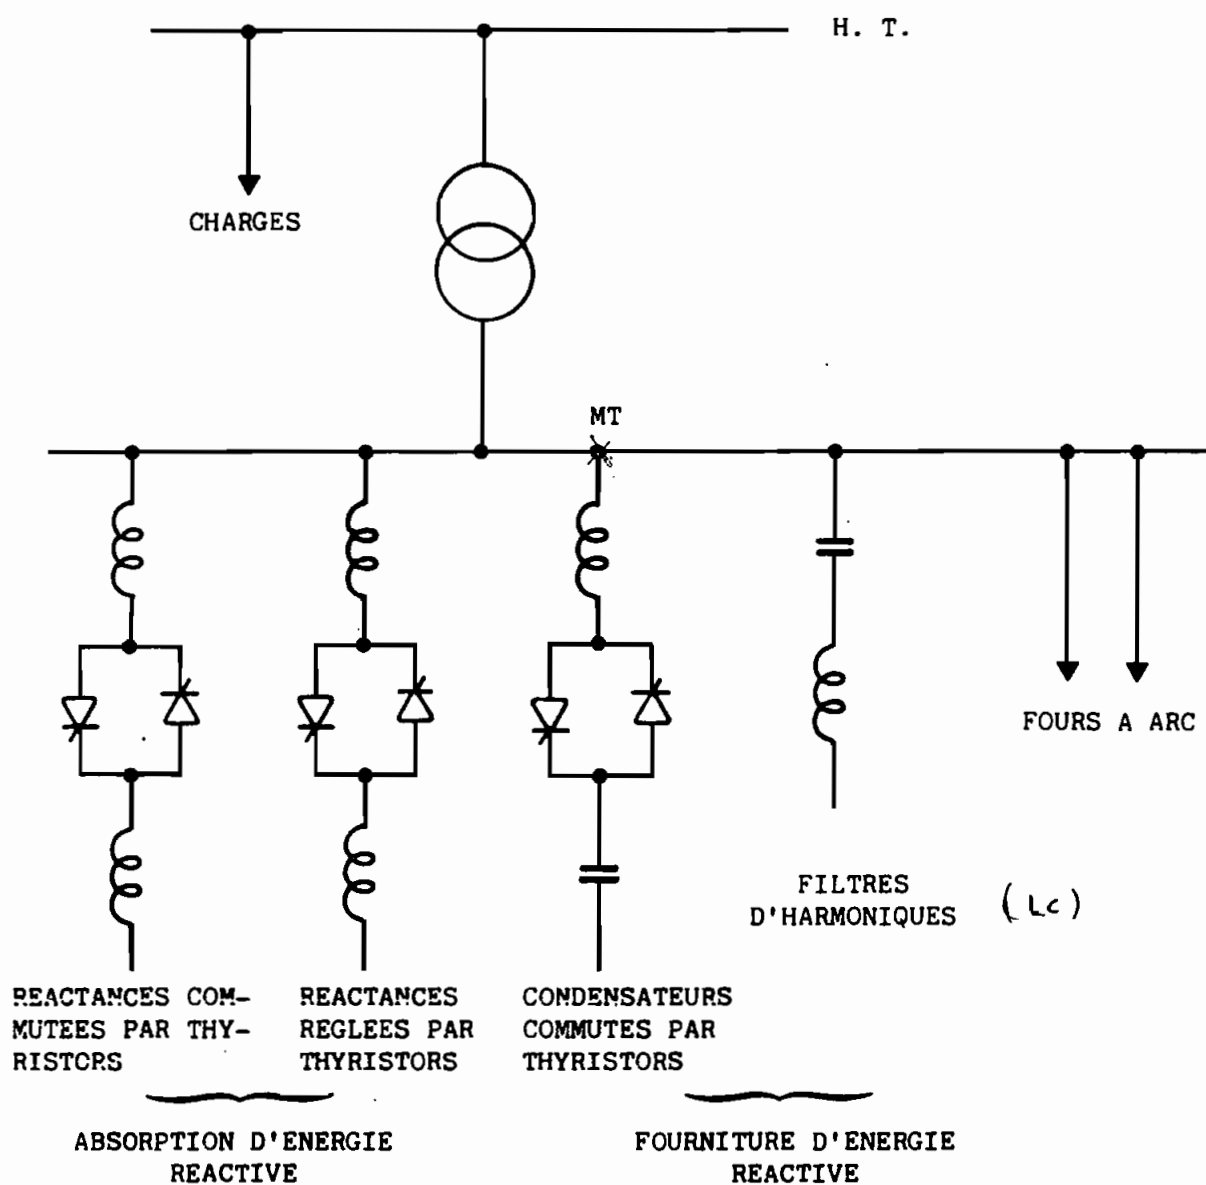 H. T.
CHARGES
MT
FOURS A ARC
FILTRES
D'HARMONIQUES (LC)
REACTANCES COM-
MUTEES PAR THY-
RISTORS
REACTANCES
REGLEES PAR
THYRISTORS
CONDENSATEURS
COMMUTES PAR
THYRISTORS
ABSORPTION D'ENERGIE
REACTIVE
FOURNITURE D'ENERGIE
REACTIVE